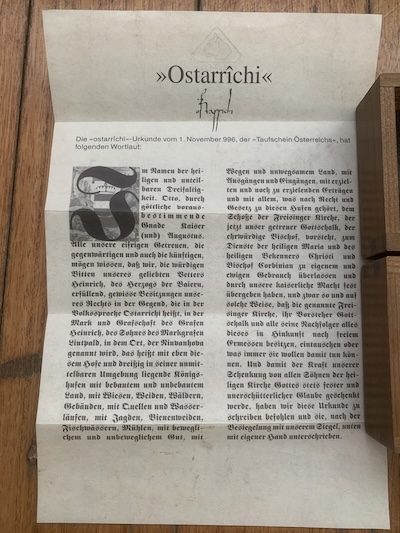 »Ostarrîchi«
Die »ostarrîchi«-Urkunde vom 1. November 996, der »Taufschein Österreichs«, hat
folgenden Wortlaut:
Im Namen der hei-
ligen und unteil-
baren Dreifaltig-
keit. Otto, durch
göttliche voraus-
bestimmende
Gnade Kaiser
(und) Augustus.
Alle unsere eifrigen Getreuen, die
gegenwärtigen und auch die künftigen,
mögen wissen, daß wir, die würdigen
Bitten unseres geliebten Vetters
Heinrich, des Herzogs der Baiern,
erfüllend, gewisse Besitzungen unse-
res Rechts in der Gegend, die in der
Volkssprache Ostarrichi heißt, in der
Mark und Grafschaft des Grafen
Heinrich, des Sohnes des Markgrafen
Liutpald, in dem Ort, der Niuvanhova
genannt wird, das heißt mit eben die-
sem Hofe und dreißig in seiner unmit-
telbaren Umgebung liegende Königs-
hufen mit bebautem und unbebautem
Land, mit Wiesen, Weiden, Wäldern,
Gebäuden, mit Quellen und Wasser-
läufen, mit Jagden, Bienenweiden,
Fischwässern, Mühlen, mit bewegli-
chem und unbeweglichem Gut, mit
Wegen und unwegsamem Land, mit
Ausgängen und Eingängen, mit erziel-
ten und noch zu erzielenden Erträgen
und mit allem, was nach Recht und
Gesetz zu diesen Hufen gehört, dem
Schoße der Freisinger Kirche, der
jetzt unser getreuer Gottschalk, der
ehrwürdige Bischof, vorsteht, zum
Dienste der heiligen Maria und des
heiligen Bekenners Christi und
Bischof Corbinian zu eigenem und
ewigen Gebrauch überlassen und
durch unsere kaiserliche Macht fest
übergeben haben, und zwar so und auf
solche Weise, daß die genannte Frei-
singer Kirche, ihr Vorsteher Gott-
schalk und alle seine Nachfolger alles
dieses in Hinkunft nach freiem
Ermessen besitzen, eintauschen oder
was immer sie wollen damit tun kön-
nen. Und damit der Kraft unserer
Schenkung von allen Söhnen der hei-
ligen Kirche Gottes stets fester und
unerschütterlicher Glaube geschenkt
werde, haben wir diese Urkunde zu
schreiben befohlen und sie, nach der
Besiegelung mit unserem Siegel, unten
mit eigener Hand unterschrieben.